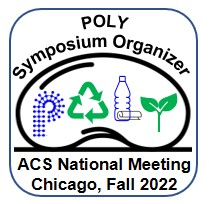 POLY
Symposium Organizer
ACS National Meeting
Chicago, Fall 2022